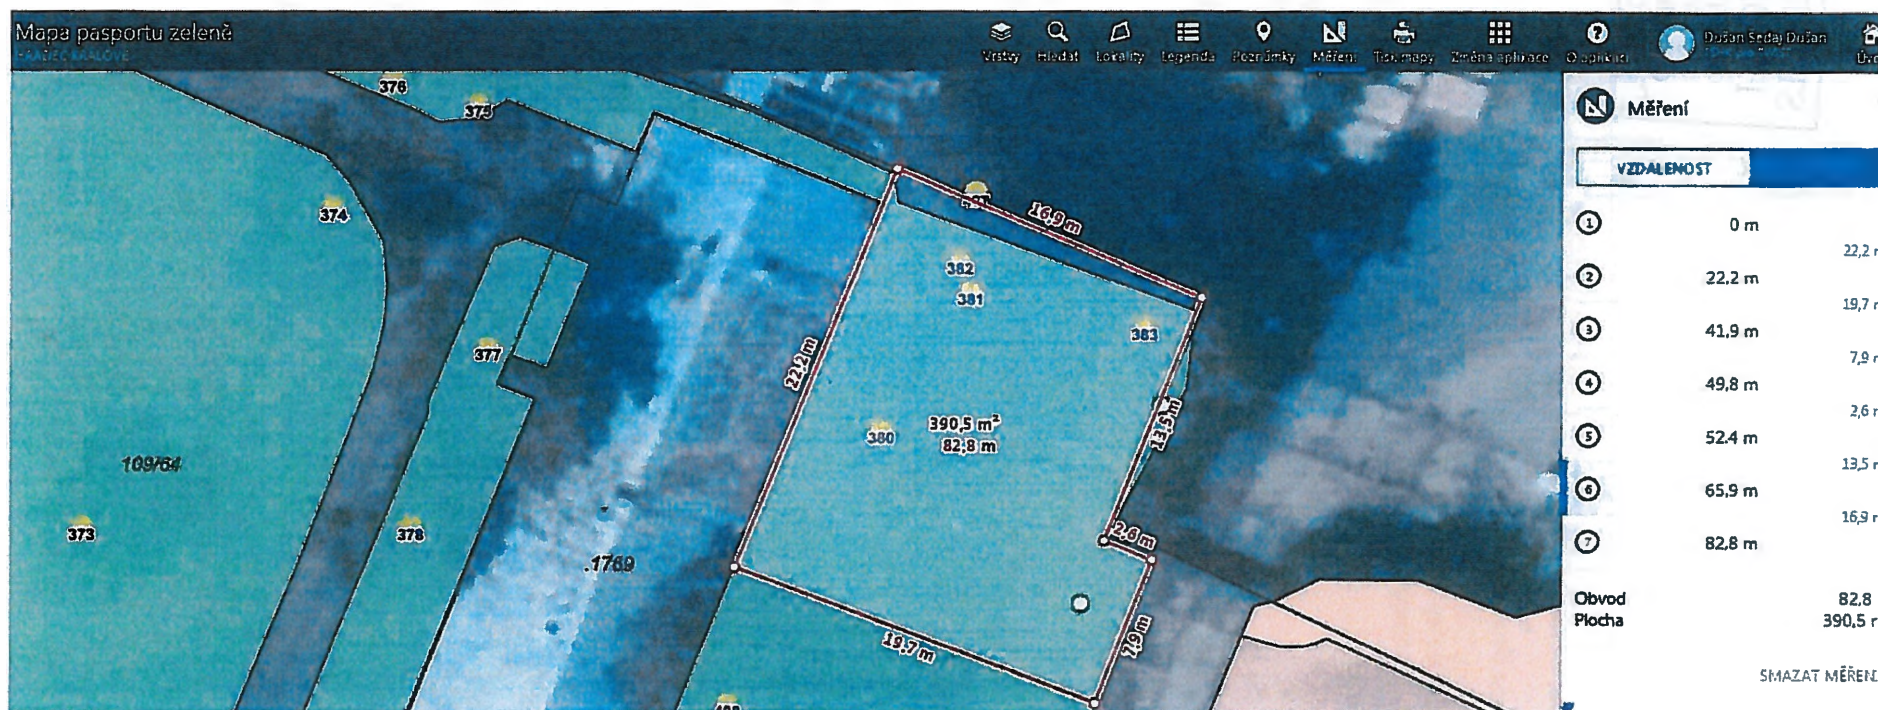 Mapa pasportu zeleně
HRADEC KRÁLOVÉ
Vrstvy
Hledat
Lokality
Legenda
Poznámky
Měření
Tisk mapy
Změna aplikace
O aplikaci
Dušan Šedaj Dušan
Úvo
376
375
374
377
109/64
373
378
.1769
382
381
383
380
16,9 m
22,2 m
390,5 m²
82,8 m
13,5 m
2,6 m
7,9 m
19,7 m
Měření
VZDÁLENOST
1 0 m
22,2 r
2 22,2 m
19,7 r
3 41,9 m
7,9 r
4 49,8 m
2,6 r
5 52,4 m
13,5 r
6 65,9 m
16,9 r
7 82,8 m
Obvod 82,8
Plocha 390,5 r
SMAZAT MĚŘENÍ